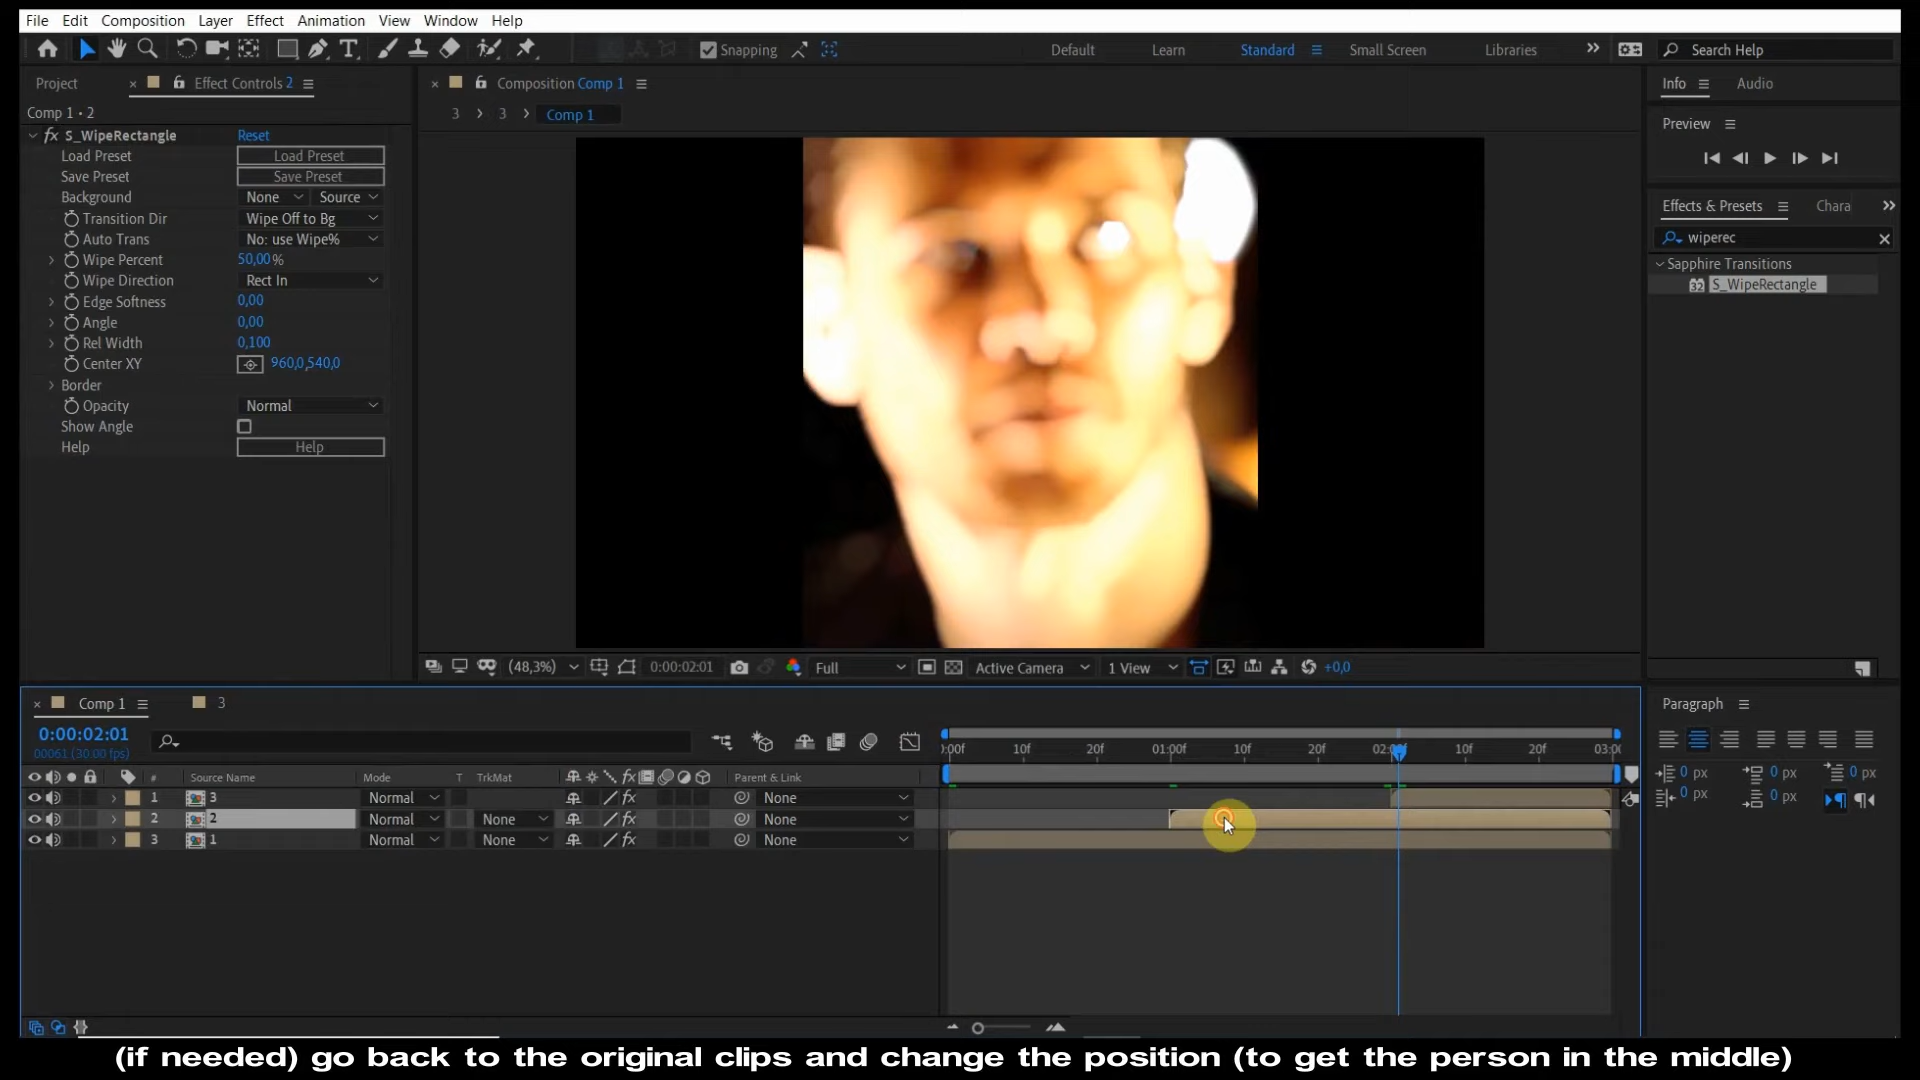 File Edit Composition Layer Effect Animation View Window Help
Snapping Default Learn Standard Small Screen Libraries Search Help
Project Effect Controls 2 Composition Comp 1 Info Audio
Comp 1 • 2
3 3 Comp 1
Preview
fx S_WipeRectangle Reset
Load Preset Load Preset
Save Preset Save Preset
Background None Source
Transition Dir Wipe Off to Bg
Auto Trans No: use Wipe%
Wipe Percent 50,00 %
Wipe Direction Rect In
Edge Softness 0,00
Angle 0,00
Rel Width 0,100
Center XY 960,0,540,0
Border
Opacity Normal
Show Angle
Help Help
Effects & Presets Chara
wiperec
Sapphire Transitions
32 S_WipeRectangle
(48,3%) 0:00:02:01 Full Active Camera 1 View +0,0
Comp 1 3
0:00:02:01
00061 (30.00 fps)
:00f 10f 20f 01:00f 10f 20f 02:00f 10f 20f 03:0
# Source Name Mode T TrkMat fx Parent & Link
1 3 Normal fx None
2 2 Normal None fx None
3 1 Normal None fx None
Paragraph
0 px 0 px 0 px
0 px 0 px
(if needed) go back to the original clips and change the position (to get the person in the middle)